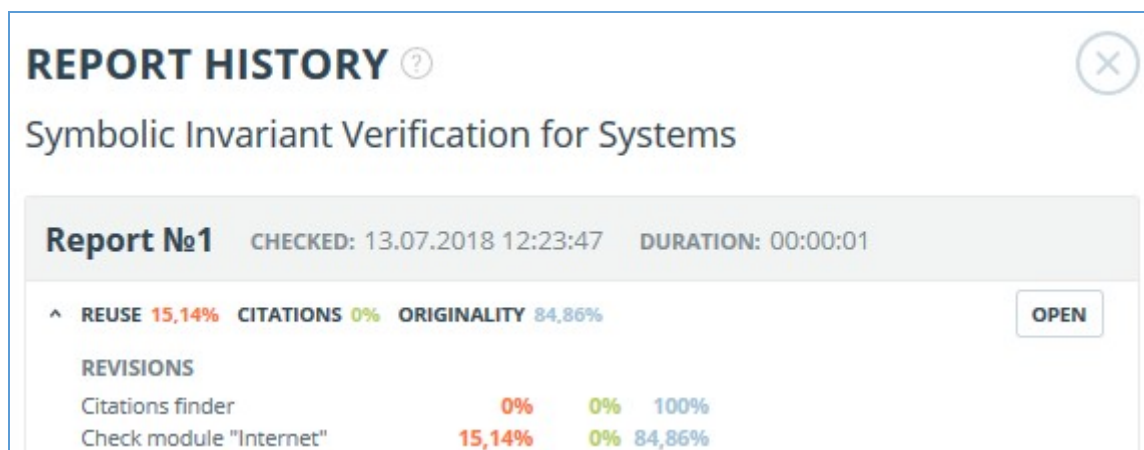 REPORT HISTORY ?
Symbolic Invariant Verification for Systems
Report №1 CHECKED: 13.07.2018 12:23:47 DURATION: 00:00:01
^ REUSE 15,14% CITATIONS 0% ORIGINALITY 84,86% OPEN
REVISIONS
Citations finder 0% 0% 100%
Check module "Internet" 15,14% 0% 84,86%